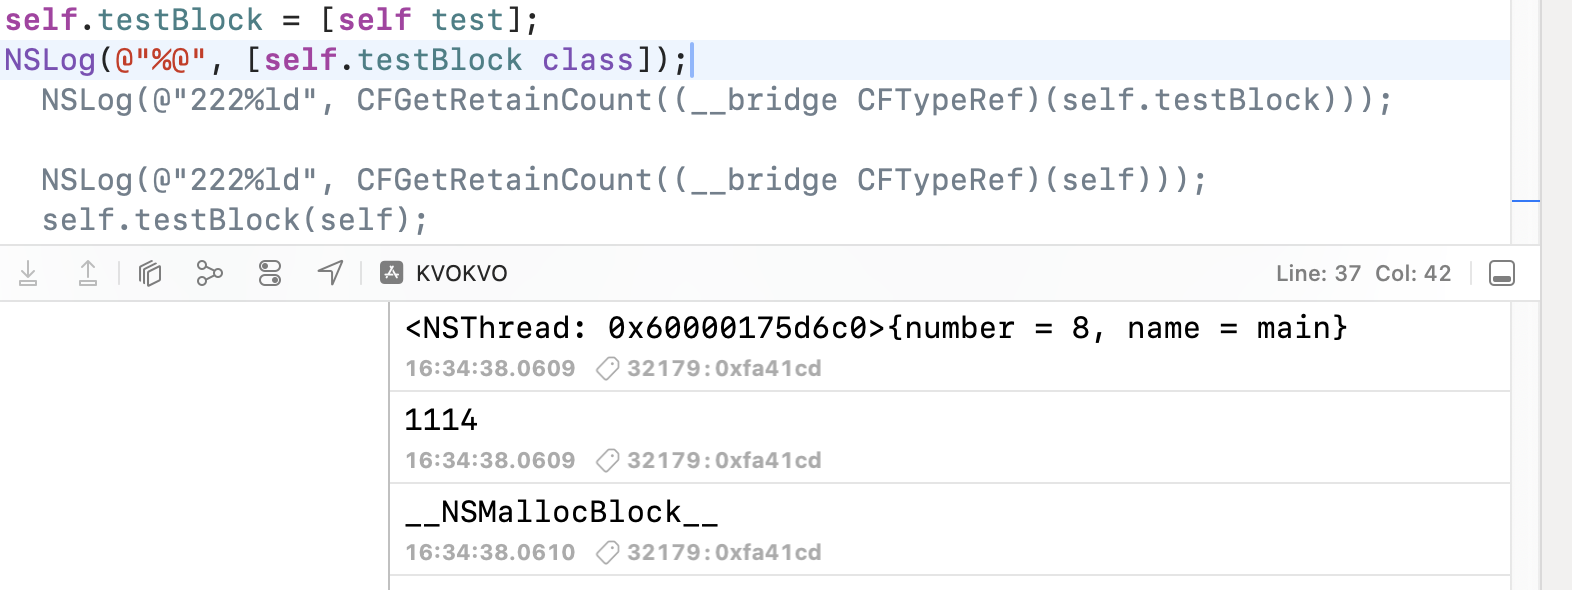 self.testBlock = [self test];
NSLog(@"%@", [self.testBlock class]);
NSLog(@"222%ld", CFGetRetainCount((__bridge CFTypeRef)(self.testBlock)));
NSLog(@"222%ld", CFGetRetainCount((__bridge CFTypeRef)(self)));
self.testBlock(self);
KVOKVO Line: 37 Col: 42
<NSThread: 0x60000175d6c0>{number = 8, name = main}
16:34:38.0609 32179:0xfa41cd
1114
16:34:38.0609 32179:0xfa41cd
__NSMallocBlock__
16:34:38.0610 32179:0xfa41cd